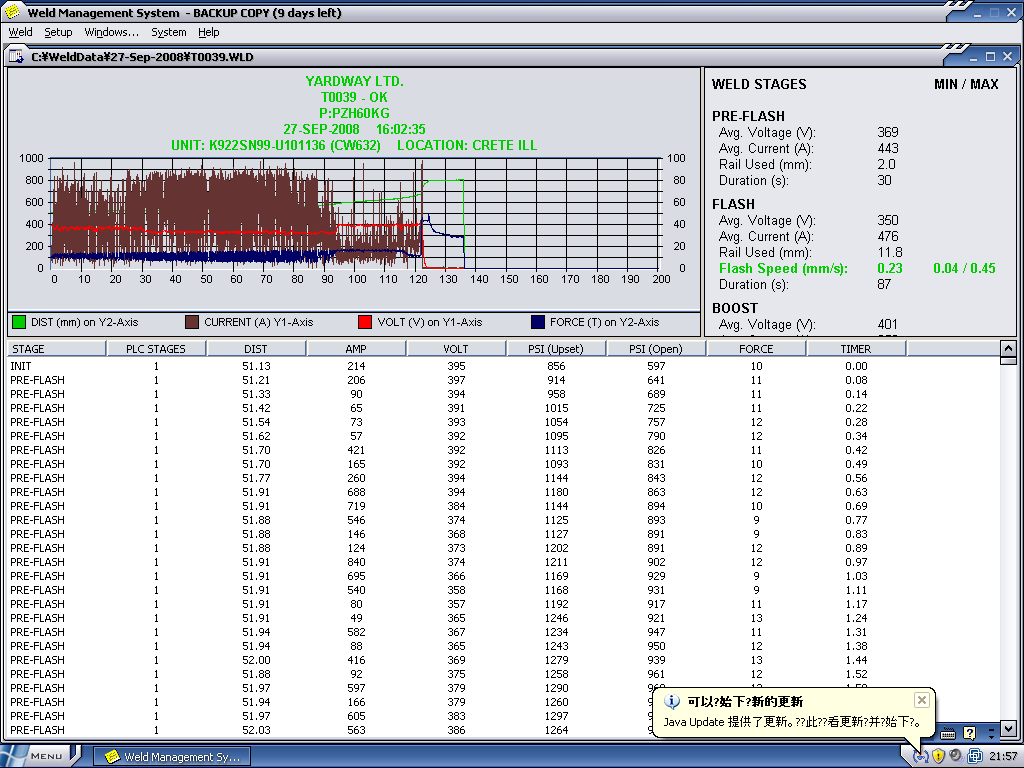 Weld Management System - BACKUP COPY (9 days left)
Weld Setup Windows... System Help
C:¥WeldData¥27-Sep-2008¥T0039.WLD
YARDWAY LTD.
T0039 - OK
P:PZH60KG
27-SEP-2008 16:02:35
UNIT: K922SN99-U101136 (CW632) LOCATION: CRETE ILL
1000 100
800 80
600 60
400 40
200 20
0 0
0 10 20 30 40 50 60 70 80 90 100 110 120 130 140 150 160 170 180 190 200
DIST (mm) on Y2-Axis CURRENT (A) Y1-Axis VOLT (V) on Y1-Axis FORCE (T) on Y2-Axis
WELD STAGES MIN / MAX
PRE-FLASH
Avg. Voltage (V): 369
Avg. Current (A): 443
Rail Used (mm): 2.0
Duration (s): 30
FLASH
Avg. Voltage (V): 350
Avg. Current (A): 476
Rail Used (mm): 11.8
Flash Speed (mm/s): 0.23 0.04 / 0.45
Duration (s): 87
BOOST
Avg. Voltage (V): 401
STAGE PLC STAGES DIST AMP VOLT PSI (Upset) PSI (Open) FORCE TIMER
INIT 1 51.13 214 395 856 597 10 0.00
PRE-FLASH 1 51.21 206 397 914 641 11 0.08
PRE-FLASH 1 51.33 90 394 958 689 11 0.14
PRE-FLASH 1 51.42 65 391 1015 725 11 0.22
PRE-FLASH 1 51.54 73 393 1054 757 12 0.28
PRE-FLASH 1 51.62 57 392 1095 790 12 0.34
PRE-FLASH 1 51.70 421 392 1113 826 11 0.42
PRE-FLASH 1 51.70 165 392 1093 831 10 0.49
PRE-FLASH 1 51.77 260 394 1144 843 12 0.56
PRE-FLASH 1 51.91 688 394 1180 863 12 0.63
PRE-FLASH 1 51.91 719 384 1144 894 10 0.69
PRE-FLASH 1 51.88 546 374 1125 893 9 0.77
PRE-FLASH 1 51.88 146 368 1127 891 9 0.83
PRE-FLASH 1 51.88 124 373 1202 891 12 0.89
PRE-FLASH 1 51.91 840 374 1211 902 12 0.97
PRE-FLASH 1 51.91 695 366 1169 929 9 1.03
PRE-FLASH 1 51.91 540 358 1168 931 9 1.11
PRE-FLASH 1 51.91 80 357 1192 917 11 1.17
PRE-FLASH 1 51.91 49 365 1246 921 13 1.24
PRE-FLASH 1 51.94 582 367 1234 947 11 1.31
PRE-FLASH 1 51.94 88 365 1243 950 12 1.38
PRE-FLASH 1 52.00 416 369 1279 939 13 1.44
PRE-FLASH 1 51.88 92 375 1258 961 12 1.52
PRE-FLASH 1 51.97 597 379 1290
PRE-FLASH 1 51.94 166 379 1260
PRE-FLASH 1 51.97 605 383 1297
PRE-FLASH 1 52.03 563 386 1264
可以?始下?新的更新
Java Update 提供了更新。??此??看更新?并?始下?。
MENU Weld Management Sy... 21:57